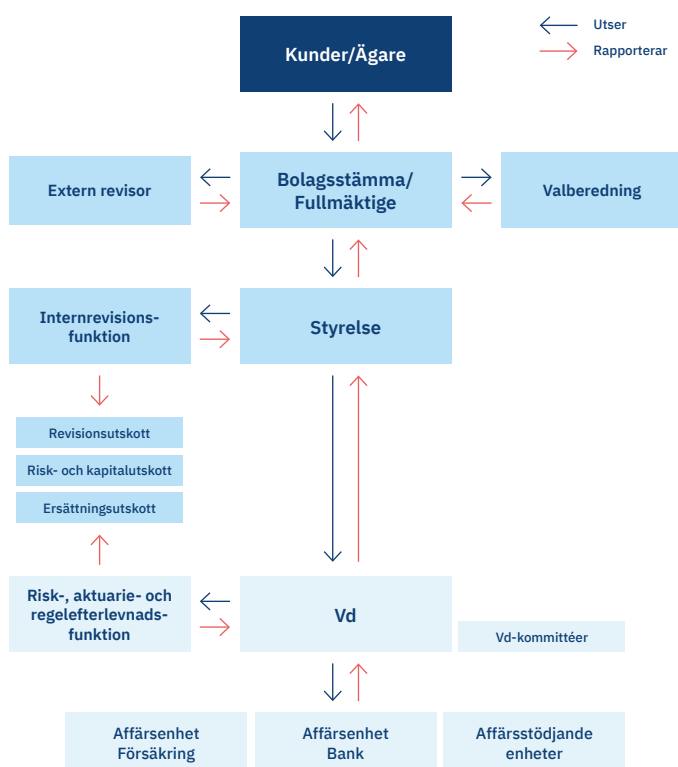 Kunder/Ägare
Utser
Rapporterar
Extern revisor
Bolagsstämma/
Fullmäktige
Valberedning
Internrevisions-
funktion
Styrelse
Revisionsutskott
Risk- och kapitalutskott
Ersättningsutskott
Risk-, aktuarie- och
regelefterlevnads-
funktion
Vd
Vd-kommittéer
Affärsenhet
Försäkring
Affärsenhet
Bank
Affärsstödjande
enheter